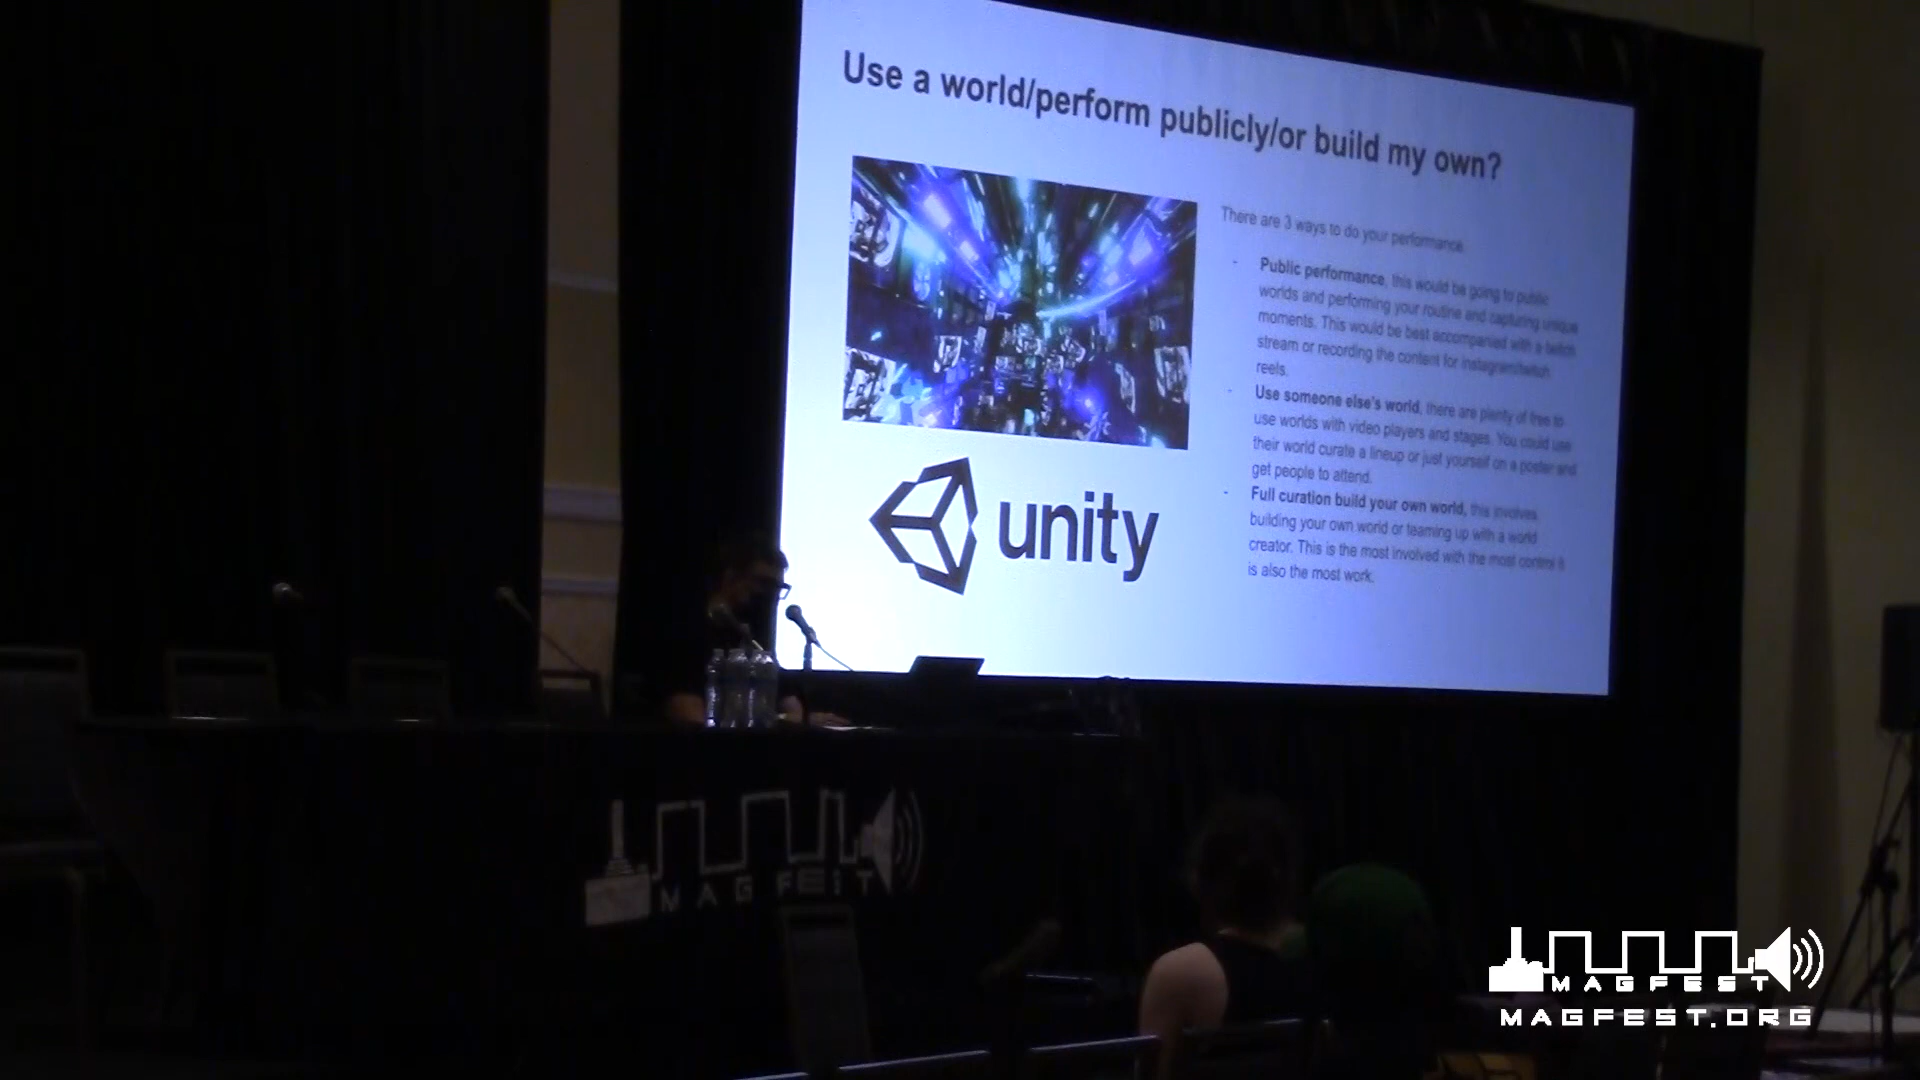 Use a world/perform publicly/or build my own?
There are 3 ways to do your performance.
- Public performance, this would be going to public
worlds and performing your routine and capturing unique
moments. This would be best accompanied with a twitch
stream or recording the content for instagram/twitch
reels.
- Use someone else's world, there are plenty of free to
use worlds with video players and stages. You could use
their world curate a lineup or just yourself on a poster and
get people to attend.
- Full curation build your own world, this involves
building your own world or teaming up with a world
creator. This is the most involved with the most control it
is also the most work.
unity
MAGFEST
MAGFEST
MAGFEST.ORG